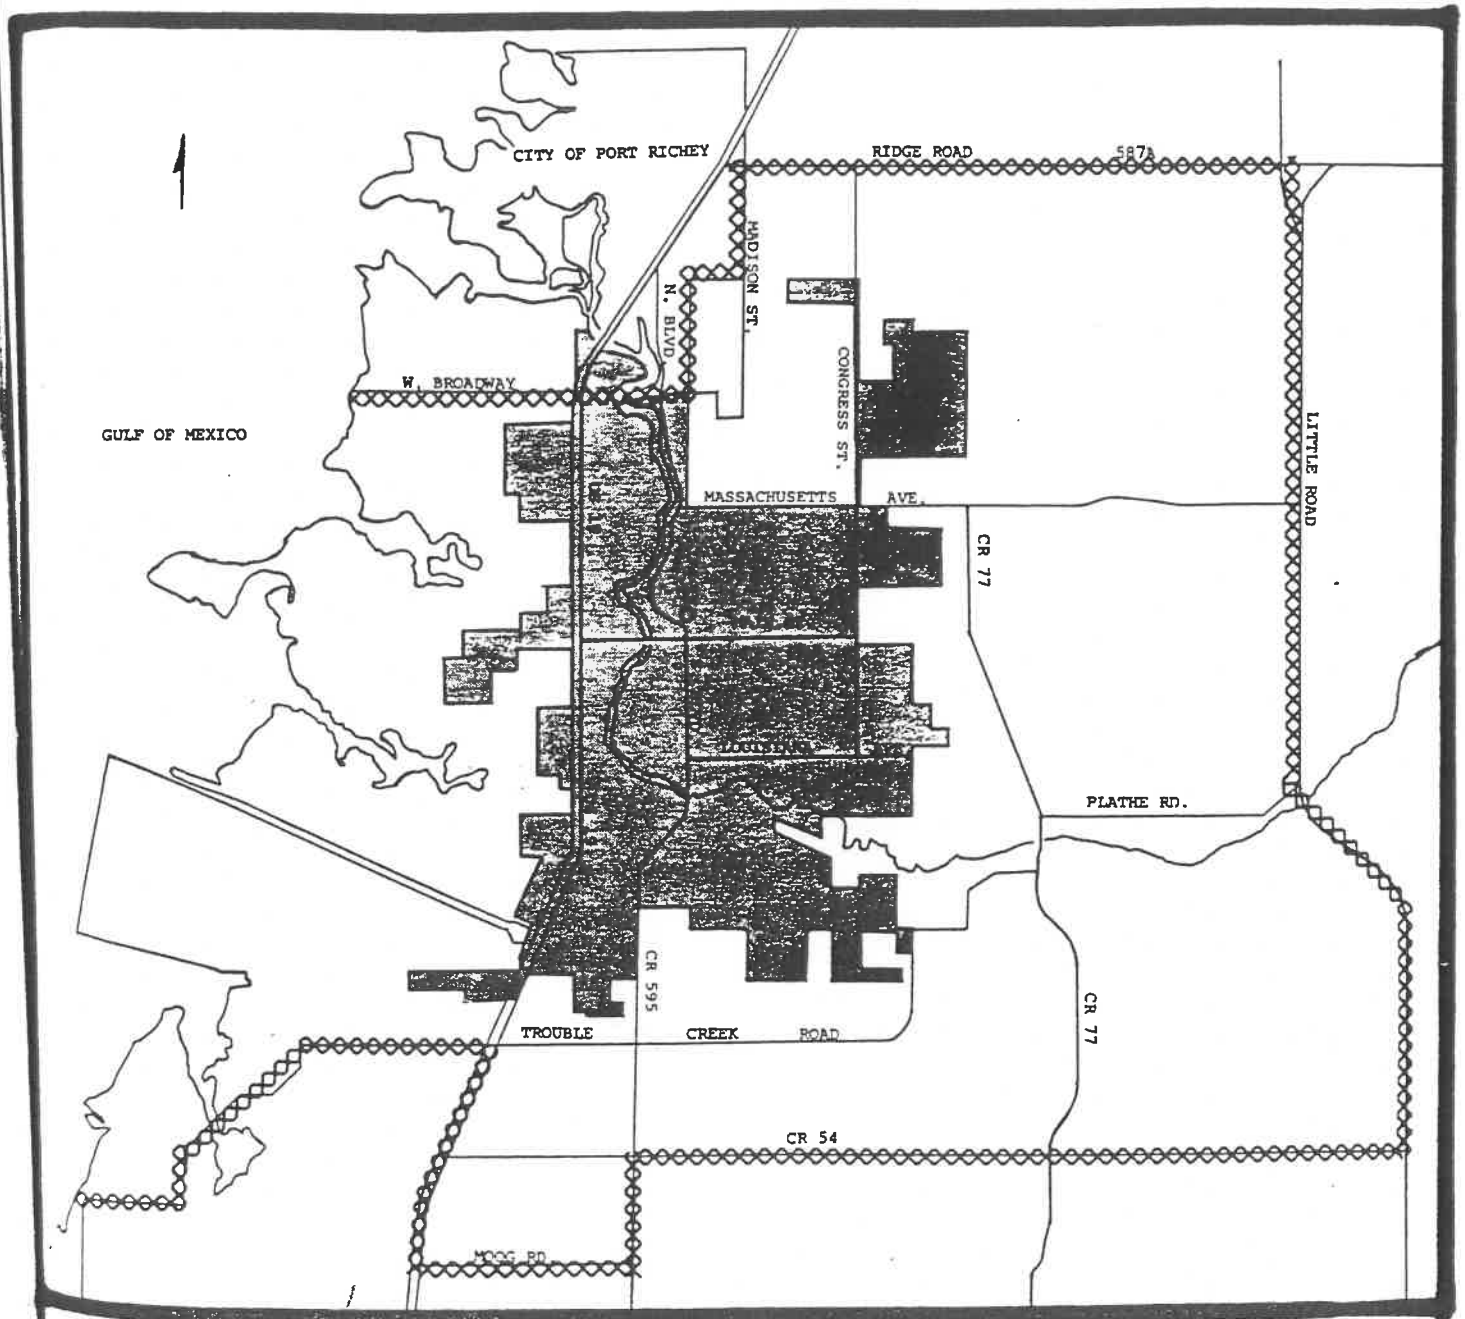 CITY OF PORT RICHEY
RIDGE ROAD
587A
MADISON ST.
N. BLVD.
CONGRESS ST.
W. BROADWAY
GULF OF MEXICO
LITTLE ROAD
MASSACHUSETTS AVE.
CR 77
PLATHE RD.
CR 595
CR 77
TROUBLE CREEK ROAD
CR 54
MOOG RD.